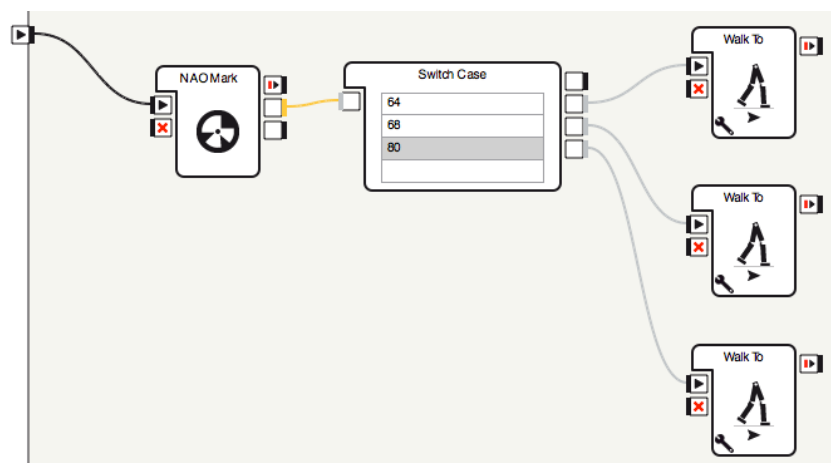 NAOMark
Switch Case
64
68
80
Walk To
Walk To
Walk To